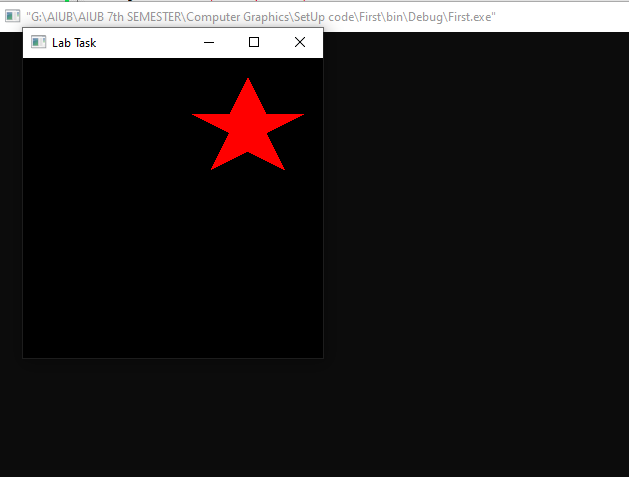 "G:\AIUB\AIUB 7th SEMESTER\Computer Graphics\SetUp code\First\bin\Debug\First.exe"
Lab Task